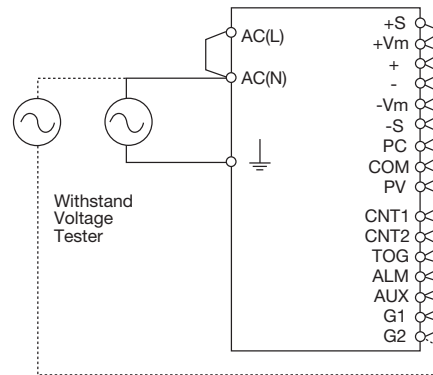 AC(L)
AC(N)
Withstand
Voltage
Tester
+S
+Vm
+
-
-Vm
-S
PC
COM
PV
CNT1
CNT2
TOG
ALM
AUX
G1
G2